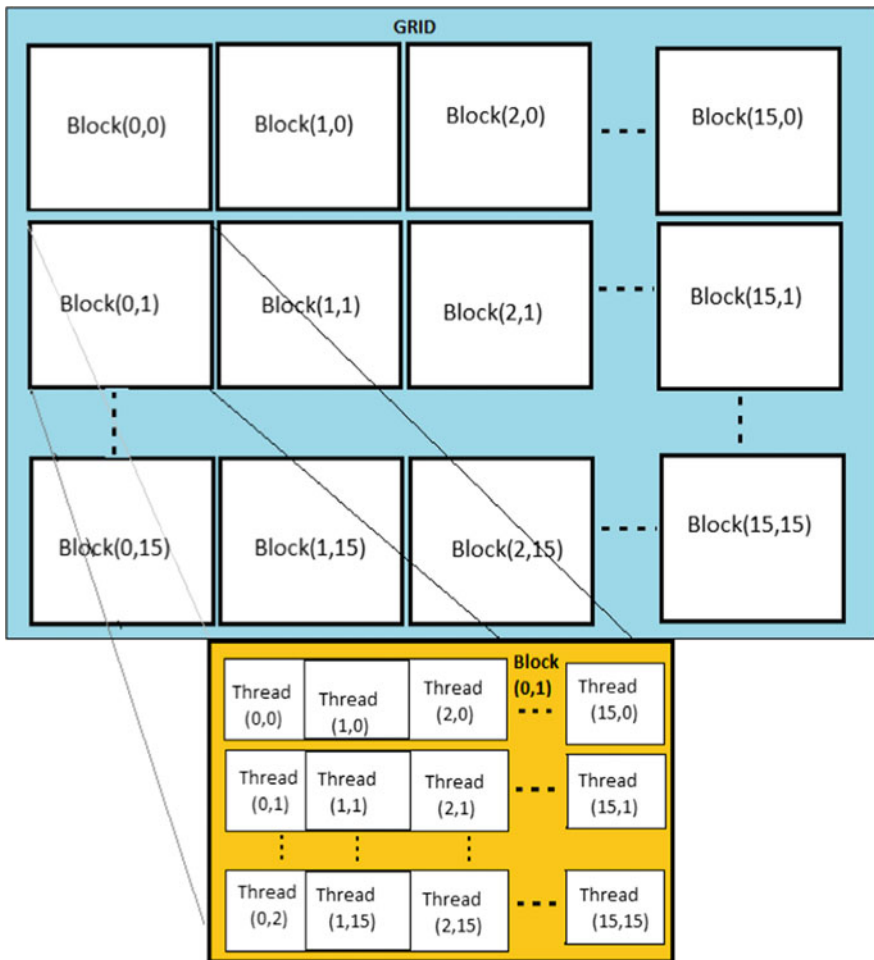 GRID
Block(0,0)
Block(1,0)
Block(2,0)
Block(15,0)
Block(0,1)
Block(1,1)
Block(2,1)
Block(15,1)
Block(0,15)
Block(1,15)
Block(2,15)
Block(15,15)
Block
(0,1)
Thread
(0,0)
Thread
(1,0)
Thread
(2,0)
Thread
(15,0)
Thread
(0,1)
Thread
(1,1)
Thread
(2,1)
Thread
(15,1)
Thread
(0,2)
Thread
(1,15)
Thread
(2,15)
Thread
(15,15)